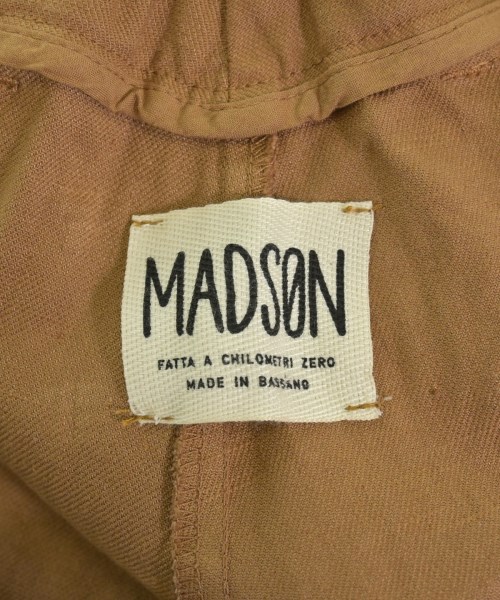 MADSØN
FATTA A CHILOMETRI ZERO
MADE IN BASSANO